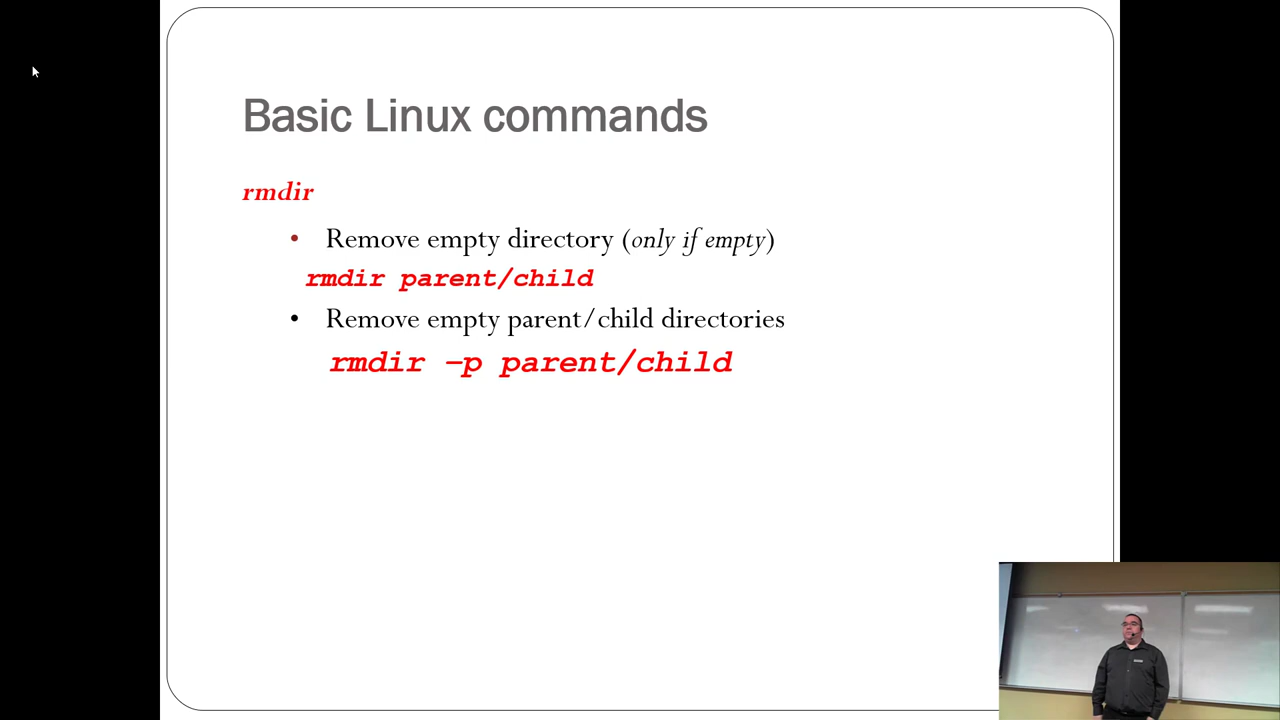 Basic Linux commands
rmdir
• Remove empty directory (only if empty)
rmdir parent/child
• Remove empty parent/child directories
rmdir –p parent/child